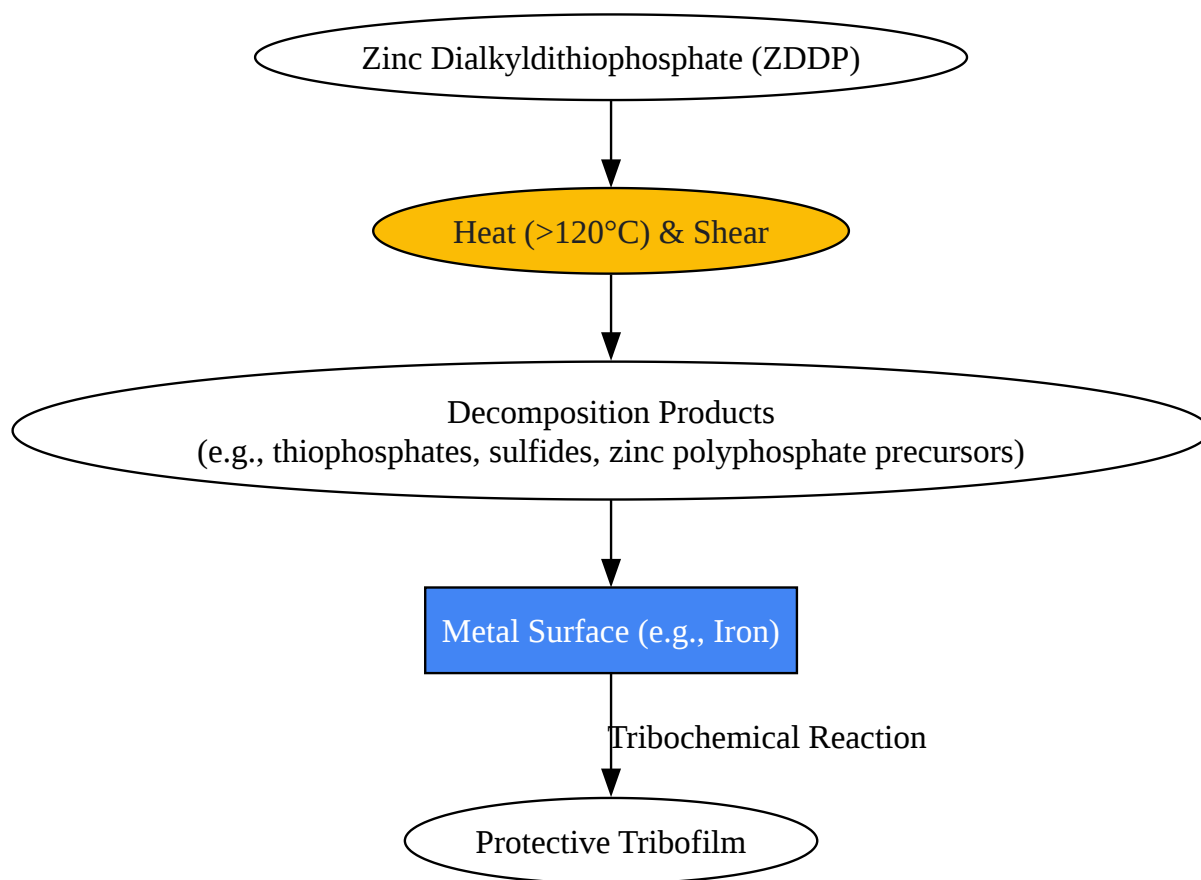 Zinc Dialkyldithiophosphate (ZDDP)
Heat (>120°C) & Shear
Decomposition Products
(e.g., thiophosphates, sulfides, zinc polyphosphate precursors)
Metal Surface (e.g., Iron)
Tribochemical Reaction
Protective Tribofilm